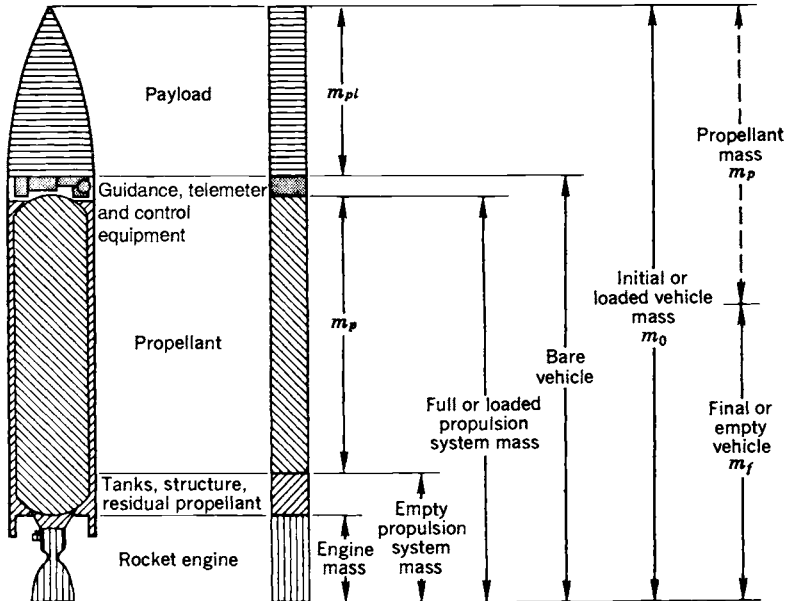 Payload
m_pl
Guidance, telemeter
and control
equipment
Propellant
m_p
Tanks, structure,
residual propellant
Rocket engine
Engine
mass
Empty
propulsion
system
mass
Full or loaded
propulsion
system mass
Bare
vehicle
Initial or
loaded vehicle
mass
m_0
Propellant
mass
m_p
Final or
empty
vehicle
m_f